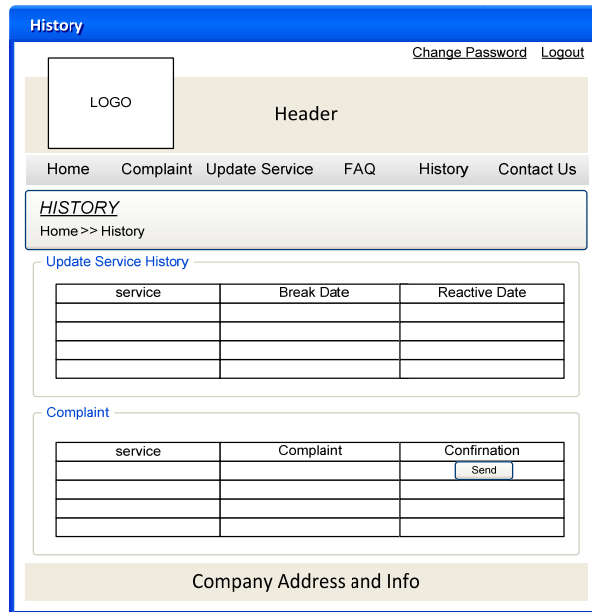 History
Change Password Logout
LOGO
Header
Home Complaint Update Service FAQ History Contact Us
HISTORY
Home >> History
Update Service History
service Break Date Reactive Date
Complaint
service Complaint Confirnation
Send
Company Address and Info